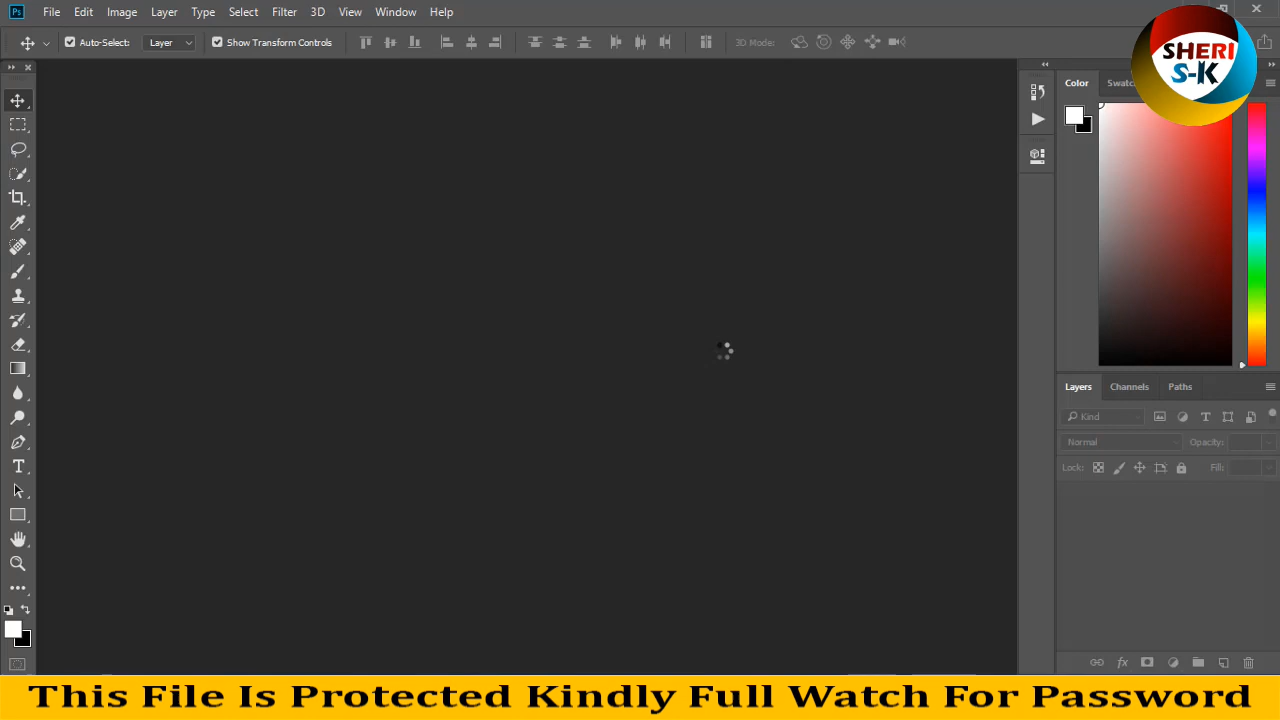 Ps File Edit Image Layer Type Select Filter 3D View Window Help
Auto-Select: Layer Show Transform Controls 3D Mode:
SHERI
S-K
Color
Layers Channels Paths
Kind
Normal Opacity:
Lock: Fill:
This File Is Protected Kindly Full Watch For Password